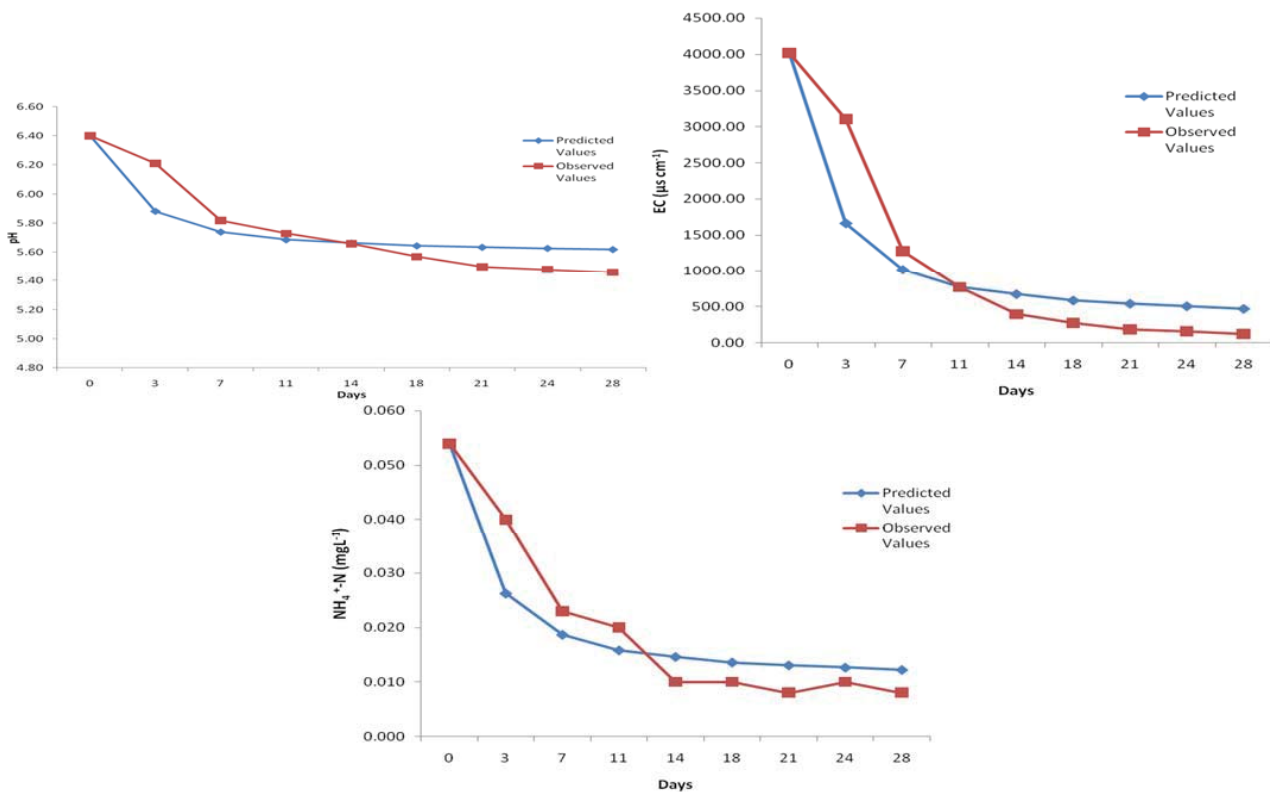 6.60
6.40
6.20
6.00
5.80
5.60
5.40
5.20
5.00
4.80
pH
0 3 7 11 14 18 21 24 28
Days
Predicted
Values
Observed
Values
4500.00
4000.00
3500.00
3000.00
2500.00
2000.00
1500.00
1000.00
500.00
0.00
EC (µs cm⁻¹)
0 3 7 11 14 18 21 24 28
Days
Predicted
Values
Observed
Values
0.060
0.050
0.040
0.030
0.020
0.010
0.000
NH₄⁺-N (mgL⁻¹)
0 3 7 11 14 18 21 24 28
Days
Predicted
Values
Observed
Values